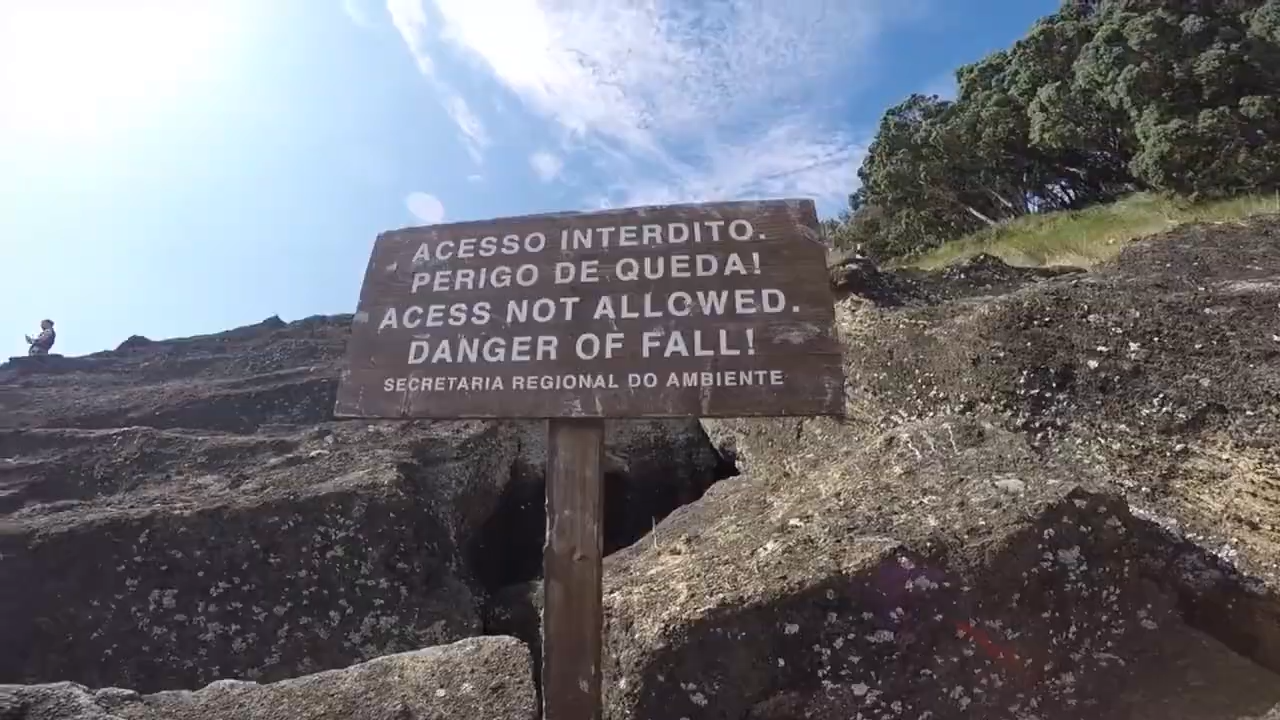 ACESSO INTERDITO.
PERIGO DE QUEDA!
ACESS NOT ALLOWED.
DANGER OF FALL!
SECRETARIA REGIONAL DO AMBIENTE